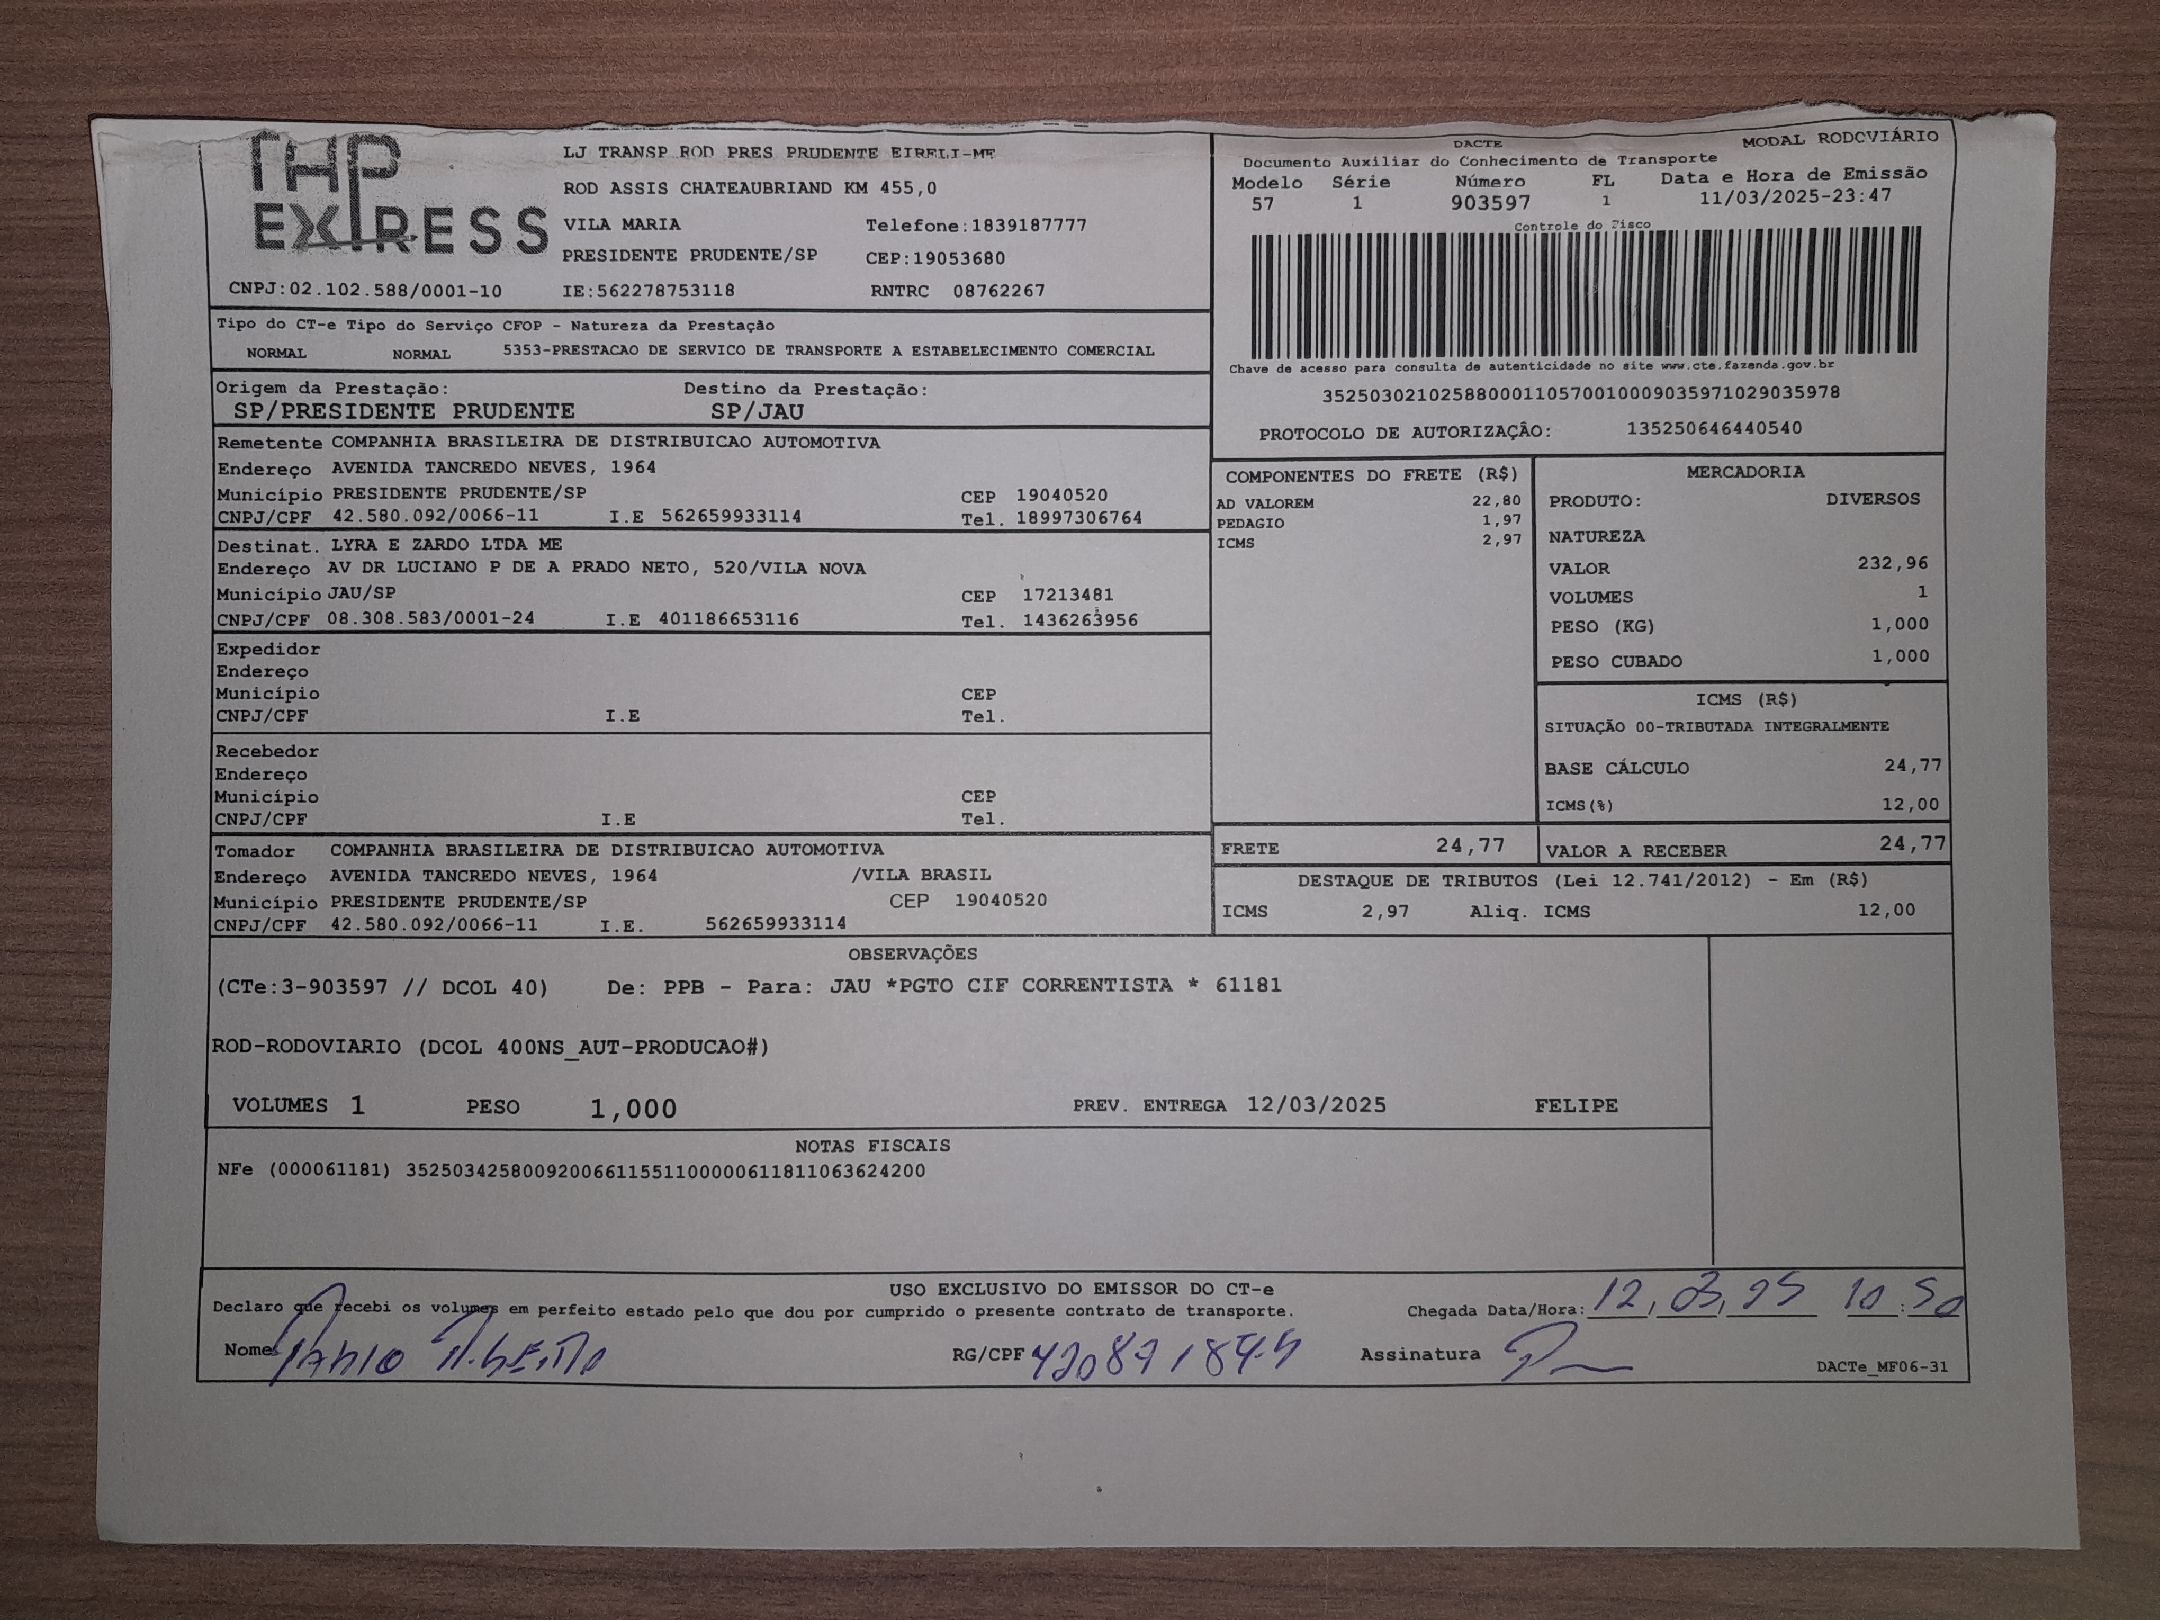 THP
EXPRESS
LJ TRANSP ROD PRES PRUDENTE EIRELI-ME
ROD ASSIS CHATEAUBRIAND KM 455,0
VILA MARIA Telefone:1839187777
PRESIDENTE PRUDENTE/SP CEP:19053680
CNPJ:02.102.588/0001-10 IE:562278753118 RNTRC 08762267
DACTE MODAL RODOVIÁRIO
Documento Auxiliar do Conhecimento de Transporte
Modelo Série Número FL Data e Hora de Emissão
57 1 903597 1 11/03/2025-23:47
Controle do Fisco
Chave de acesso para consulta de autenticidade no site www.cte.fazenda.gov.br
35250302102588000110570010009035971029035978
PROTOCOLO DE AUTORIZAÇÃO: 135250646440540
Tipo do CT-e Tipo do Serviço CFOP - Natureza da Prestação
NORMAL NORMAL 5353-PRESTACAO DE SERVICO DE TRANSPORTE A ESTABELECIMENTO COMERCIAL
Origem da Prestação: Destino da Prestação:
SP/PRESIDENTE PRUDENTE SP/JAU
Remetente COMPANHIA BRASILEIRA DE DISTRIBUICAO AUTOMOTIVA
Endereço AVENIDA TANCREDO NEVES, 1964
Município PRESIDENTE PRUDENTE/SP CEP 19040520
CNPJ/CPF 42.580.092/0066-11 I.E 562659933114 Tel. 18997306764
Destinat. LYRA E ZARDO LTDA ME
Endereço AV DR LUCIANO P DE A PRADO NETO, 520/VILA NOVA
Município JAU/SP CEP 17213481
CNPJ/CPF 08.308.583/0001-24 I.E 401186653116 Tel. 1436263956
Expedidor
Endereço
Município CEP
CNPJ/CPF I.E Tel.
Recebedor
Endereço
Município CEP
CNPJ/CPF I.E Tel.
Tomador COMPANHIA BRASILEIRA DE DISTRIBUICAO AUTOMOTIVA
Endereço AVENIDA TANCREDO NEVES, 1964 /VILA BRASIL
Município PRESIDENTE PRUDENTE/SP CEP 19040520
CNPJ/CPF 42.580.092/0066-11 I.E. 562659933114
COMPONENTES DO FRETE (R$)
AD VALOREM 22,80
PEDAGIO 1,97
ICMS 2,97
MERCADORIA
PRODUTO: DIVERSOS
NATUREZA
VALOR 232,96
VOLUMES 1
PESO (KG) 1,000
PESO CUBADO 1,000
ICMS (R$)
SITUAÇÃO 00-TRIBUTADA INTEGRALMENTE
BASE CÁLCULO 24,77
ICMS(%) 12,00
FRETE 24,77 VALOR A RECEBER 24,77
DESTAQUE DE TRIBUTOS (Lei 12.741/2012) - Em (R$)
ICMS 2,97 Aliq. ICMS 12,00
OBSERVAÇÕES
(CTe:3-903597 // DCOL 40) De: PPB - Para: JAU *PGTO CIF CORRENTISTA * 61181
ROD-RODOVIARIO (DCOL 400NS_AUT-PRODUCAO#)
VOLUMES 1 PESO 1,000 PREV. ENTREGA 12/03/2025 FELIPE
NOTAS FISCAIS
NFe (000061181) 35250342580092006611551100000611811063624200
USO EXCLUSIVO DO EMISSOR DO CT-e
Declaro que recebi os volumes em perfeito estado pelo que dou por cumprido o presente contrato de transporte. Chegada Data/Hora: 12,03,25 10:50
Nome RG/CPF Assinatura DACTe_MF06-31